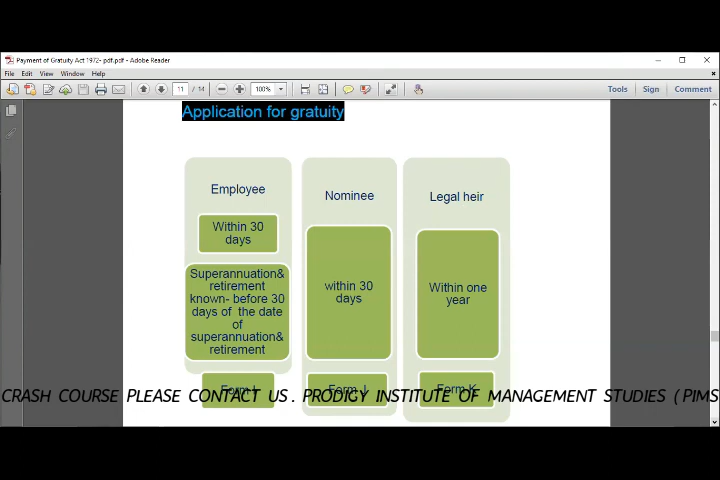 Payment of Gratuity Act 1972- pdf.pdf - Adobe Reader
File Edit View Window Help
11 / 14 100% Tools Sign Comment
Application for gratuity
Employee
Within 30
days
Superannuation&
retirement
known- before 30
days of the date
of
superannuation&
retirement
Form I
Nominee
within 30
days
Form J
Legal heir
Within one
year
Form K
CRASH COURSE PLEASE CONTACT US . PRODIGY INSTITUTE OF MANAGEMENT STUDIES ( PIMS